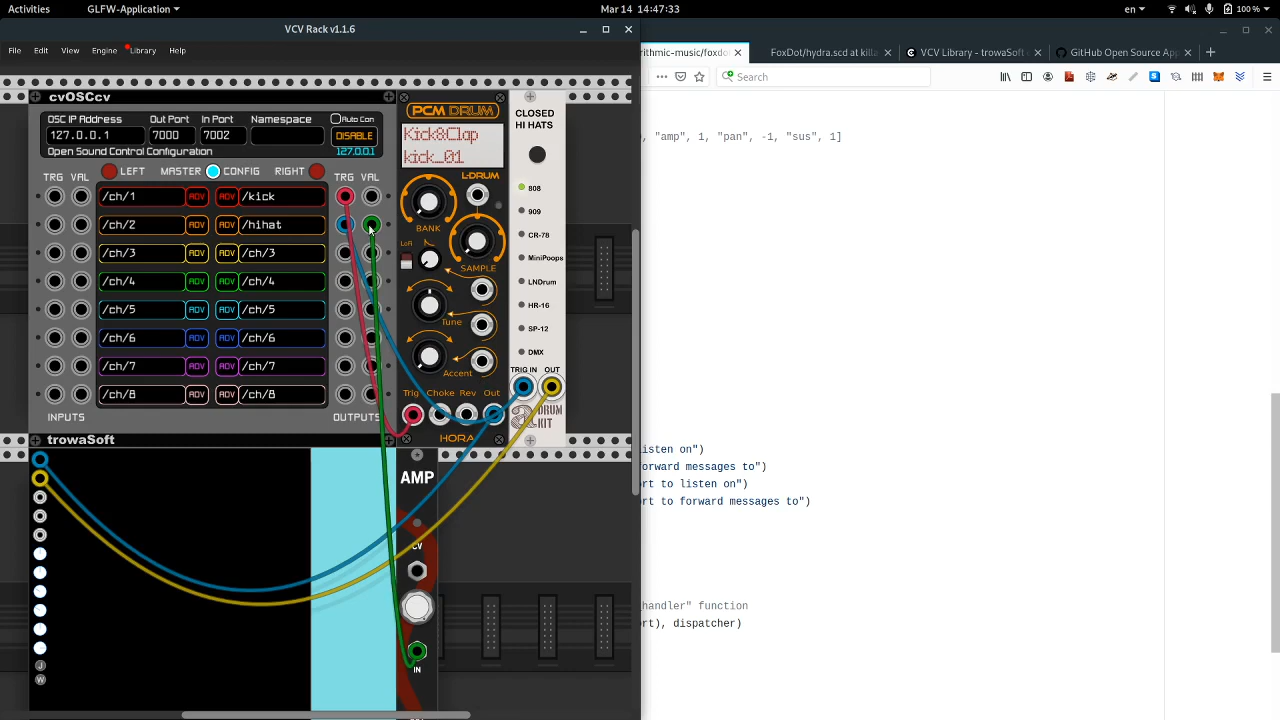 Activities
GLFW-Application
Mar 14 14:47:33
en
100 %
VCV Rack v1.1.6
File Edit View Engine Library Help
rithmic-music/foxdo
FoxDot/hydra.scd at killa
VCV Library - trowaSoft
GitHub Open Source App
Search
cvOSCcv
OSC IP Address Out Port In Port Namespace Auto Con
127.0.0.1 7000 7002 DISABLE
Open Sound Control Configuration 127.0.0.1
LEFT MASTER CONFIG RIGHT
TRG VAL TRG VAL
/ch/1 ADV ADV /kick
/ch/2 ADV ADV /hihat
/ch/3 ADV ADV /ch/3
/ch/4 ADV ADV /ch/4
/ch/5 ADV ADV /ch/5
/ch/6 ADV ADV /ch/6
/ch/7 ADV ADV /ch/7
/ch/8 ADV ADV /ch/8
INPUTS OUTPUTS
PCM DRUM
Kick&Clap
kick_01
L-DRUM
BANK
SAMPLE
LoFi
Tune
Accent
Trig Choke Rev Out
HORA
CLOSED
HI HATS
808
909
CR-78
MiniPoops
LNDrum
HR-16
SP-12
DMX
TRIG IN OUT
DRUM
KIT
trowaSoft
J
W
AMP
CV
IN
, "amp", 1, "pan", -1, "sus", 1]
isten on")
orward messages to")
rt to listen on")
rt to forward messages to")
_handler" function
ort), dispatcher)